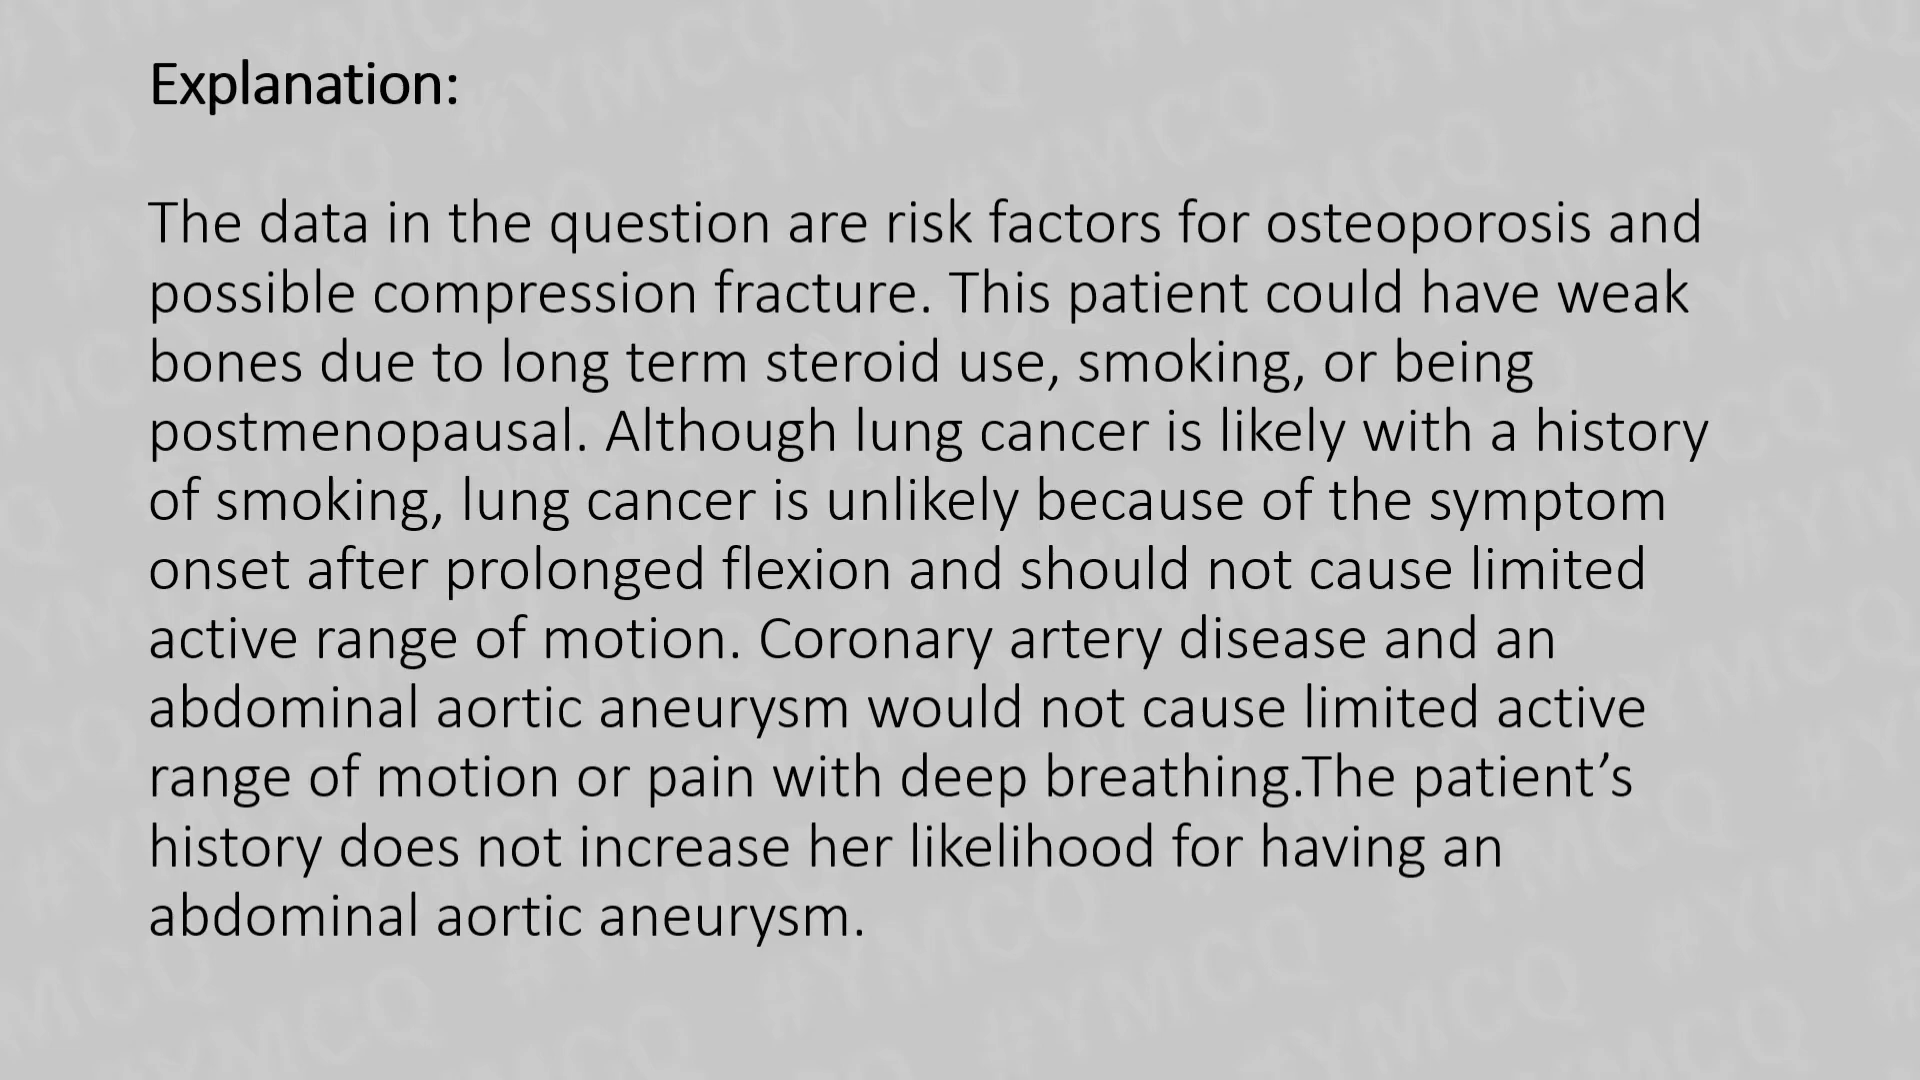 Explanation:
The data in the question are risk factors for osteoporosis and
possible compression fracture. This patient could have weak
bones due to long term steroid use, smoking, or being
postmenopausal. Although lung cancer is likely with a history
of smoking, lung cancer is unlikely because of the symptom
onset after prolonged flexion and should not cause limited
active range of motion. Coronary artery disease and an
abdominal aortic aneurysm would not cause limited active
range of motion or pain with deep breathing.The patient’s
history does not increase her likelihood for having an
abdominal aortic aneurysm.
#YMCQ